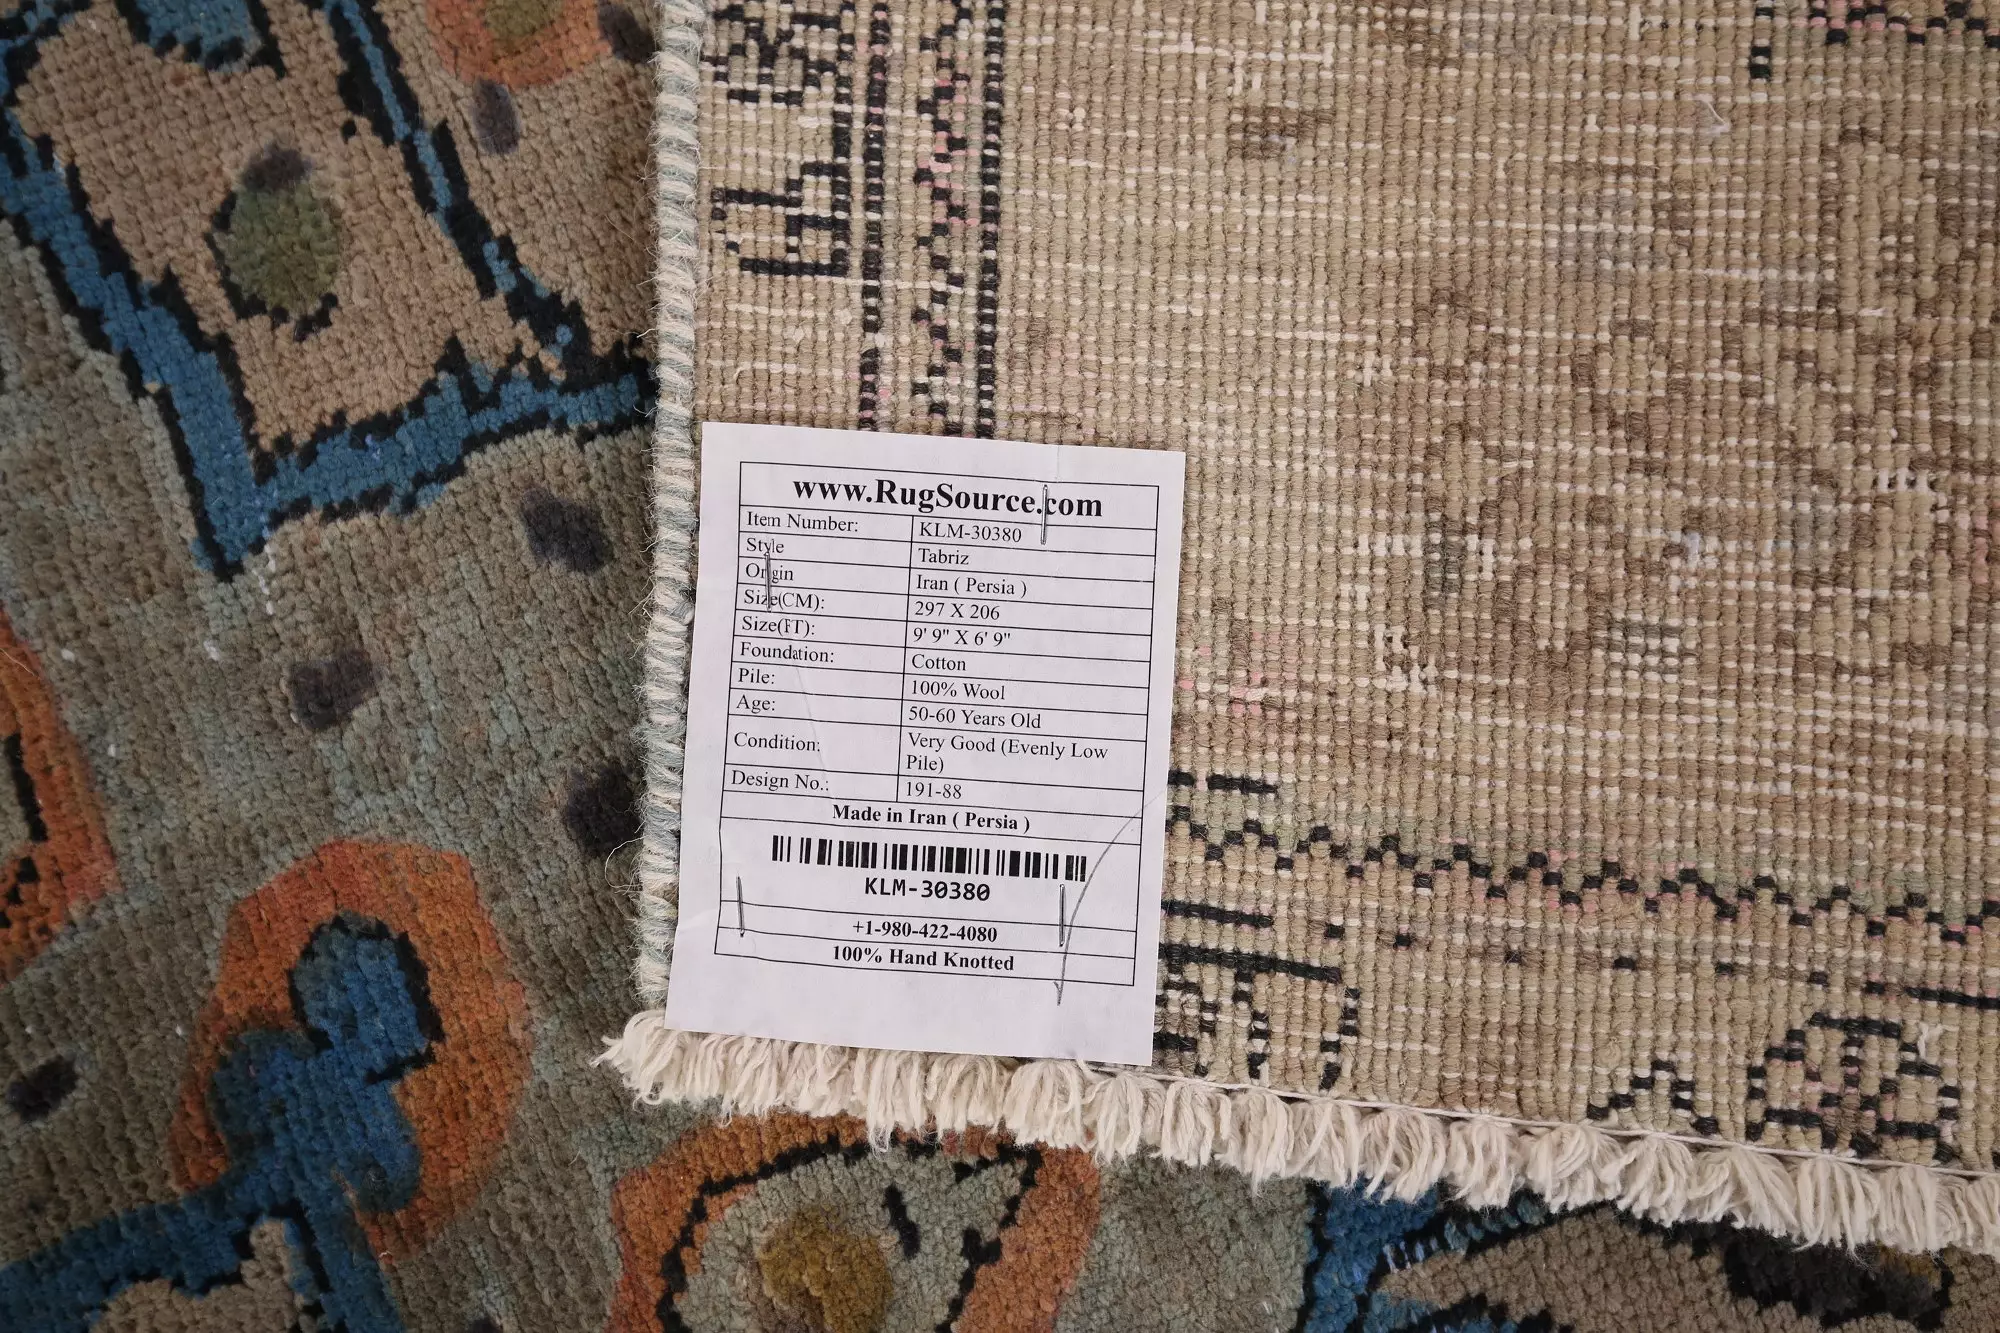 www.RugSource.com
Item Number: KLM-30380
Style Tabriz
Origin Iran ( Persia )
Size(CM): 297 X 206
Size(FT): 9' 9" X 6' 9"
Foundation: Cotton
Pile: 100% Wool
Age: 50-60 Years Old
Condition: Very Good (Evenly Low
Pile)
Design No.: 191-88
Made in Iran ( Persia )
KLM-30380
+1-980-422-4080
100% Hand Knotted